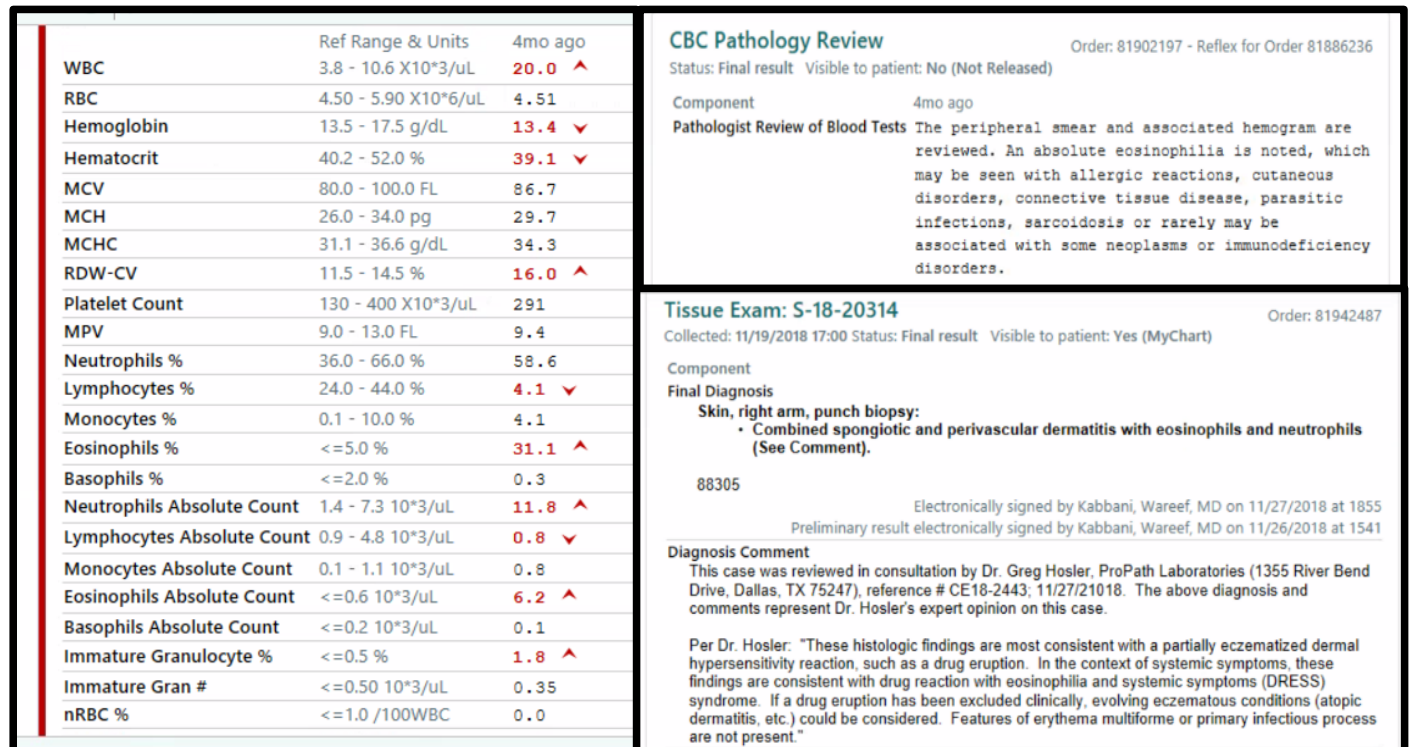 Ref Range & Units 4mo ago
WBC 3.8 - 10.6 X10*3/uL 20.0
RBC 4.50 - 5.90 X10*6/uL 4.51
Hemoglobin 13.5 - 17.5 g/dL 13.4
Hematocrit 40.2 - 52.0 % 39.1
MCV 80.0 - 100.0 FL 86.7
MCH 26.0 - 34.0 pg 29.7
MCHC 31.1 - 36.6 g/dL 34.3
RDW-CV 11.5 - 14.5 % 16.0
Platelet Count 130 - 400 X10*3/uL 291
MPV 9.0 - 13.0 FL 9.4
Neutrophils % 36.0 - 66.0 % 58.6
Lymphocytes % 24.0 - 44.0 % 4.1
Monocytes % 0.1 - 10.0 % 4.1
Eosinophils % <=5.0 % 31.1
Basophils % <=2.0 % 0.3
Neutrophils Absolute Count 1.4 - 7.3 10*3/uL 11.8
Lymphocytes Absolute Count 0.9 - 4.8 10*3/uL 0.8
Monocytes Absolute Count 0.1 - 1.1 10*3/uL 0.8
Eosinophils Absolute Count <=0.6 10*3/uL 6.2
Basophils Absolute Count <=0.2 10*3/uL 0.1
Immature Granulocyte % <=0.5 % 1.8
Immature Gran # <=0.50 10*3/uL 0.35
nRBC % <=1.0 /100WBC 0.0
CBC Pathology Review Order: 81902197 - Reflex for Order 81886236
Status: Final result Visible to patient: No (Not Released)
Component 4mo ago
Pathologist Review of Blood Tests The peripheral smear and associated hemogram are
reviewed. An absolute eosinophilia is noted, which
may be seen with allergic reactions, cutaneous
disorders, connective tissue disease, parasitic
infections, sarcoidosis or rarely may be
associated with some neoplasms or immunodeficiency
disorders.
Tissue Exam: S-18-20314 Order: 81942487
Collected: 11/19/2018 17:00 Status: Final result Visible to patient: Yes (MyChart)
Component
Final Diagnosis
Skin, right arm, punch biopsy:
• Combined spongiotic and perivascular dermatitis with eosinophils and neutrophils
(See Comment).
88305
Electronically signed by Kabbani, Wareef, MD on 11/27/2018 at 1855
Preliminary result electronically signed by Kabbani, Wareef, MD on 11/26/2018 at 1541
Diagnosis Comment
This case was reviewed in consultation by Dr. Greg Hosler, ProPath Laboratories (1355 River Bend
Drive, Dallas, TX 75247), reference # CE18-2443; 11/27/21018. The above diagnosis and
comments represent Dr. Hosler's expert opinion on this case.
Per Dr. Hosler: "These histologic findings are most consistent with a partially eczematized dermal
hypersensitivity reaction, such as a drug eruption. In the context of systemic symptoms, these
findings are consistent with drug reaction with eosinophilia and systemic symptoms (DRESS)
syndrome. If a drug eruption has been excluded clinically, evolving eczematous conditions (atopic
dermatitis, etc.) could be considered. Features of erythema multiforme or primary infectious process
are not present."